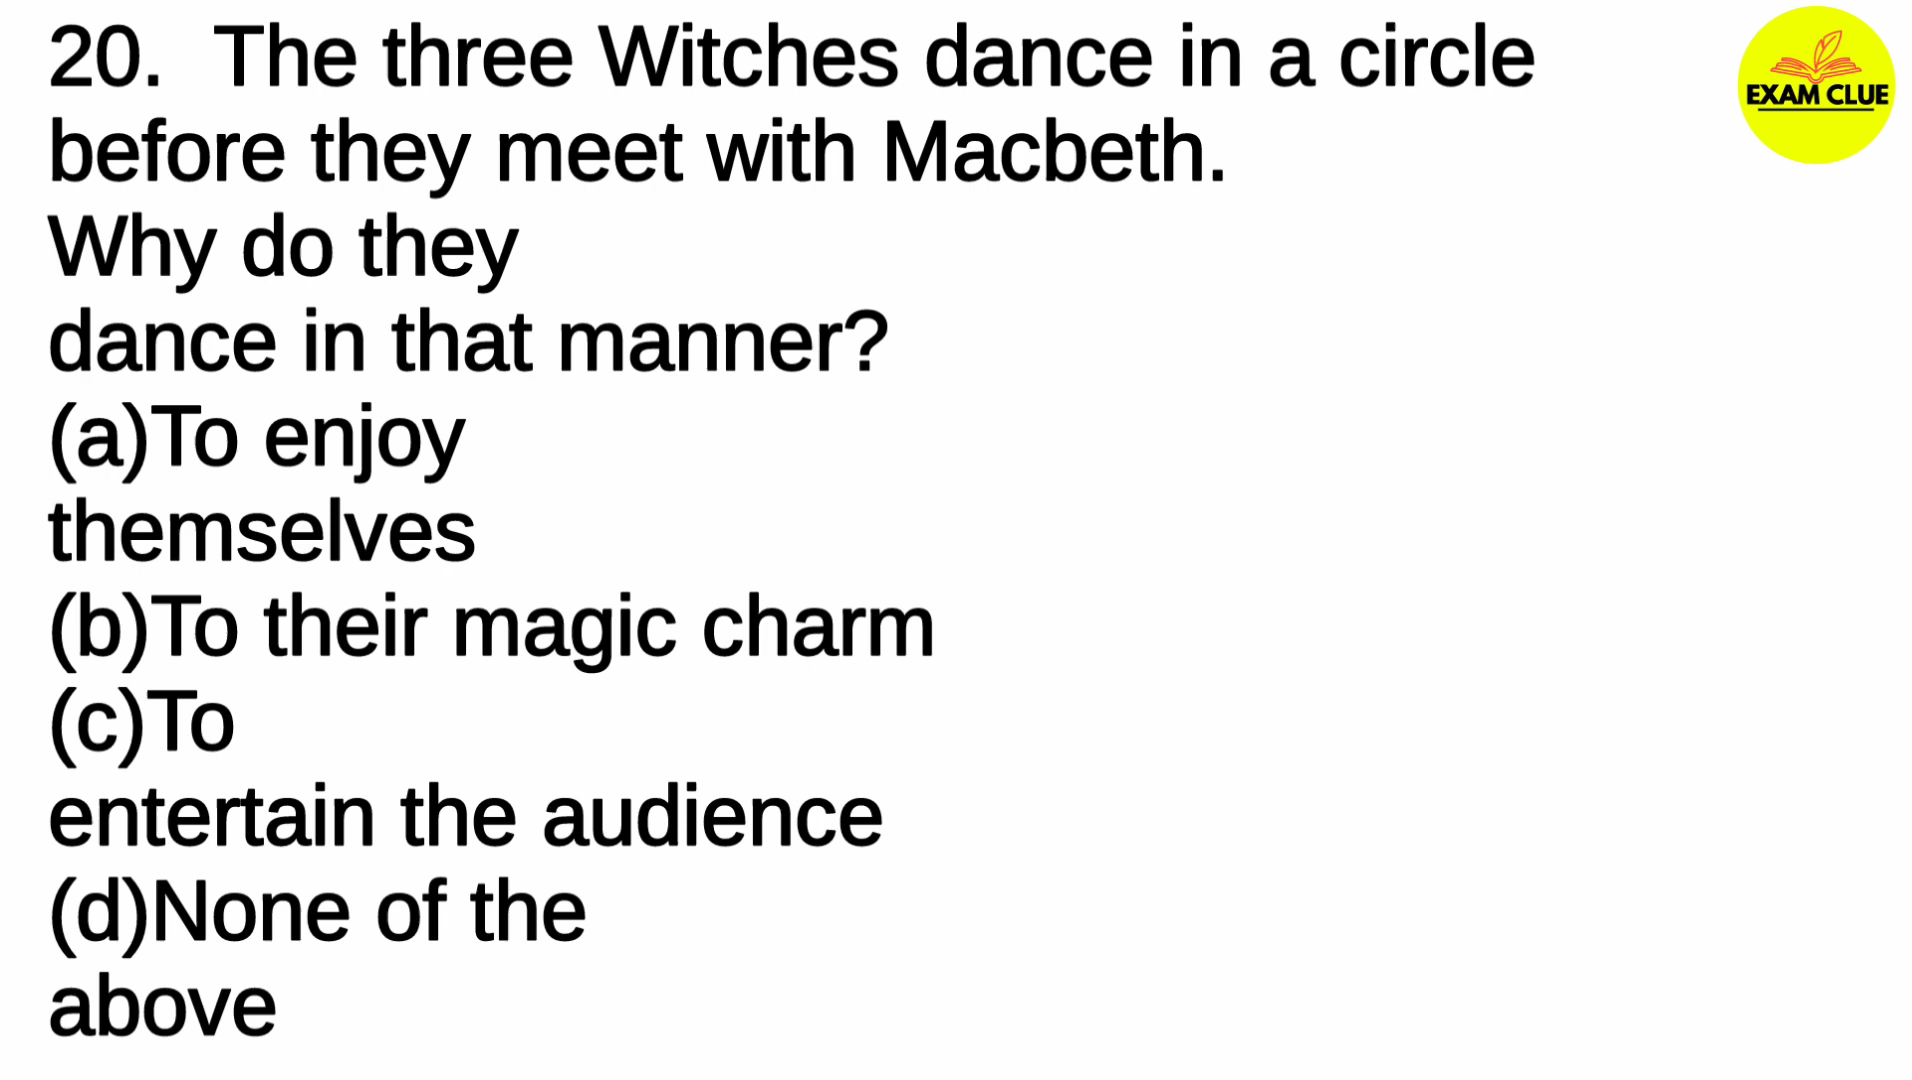 20.  The three Witches dance in a circle
before they meet with Macbeth.
Why do they
dance in that manner?
(a)To enjoy
themselves
(b)To their magic charm
(c)To
entertain the audience
(d)None of the
above
EXAM CLUE